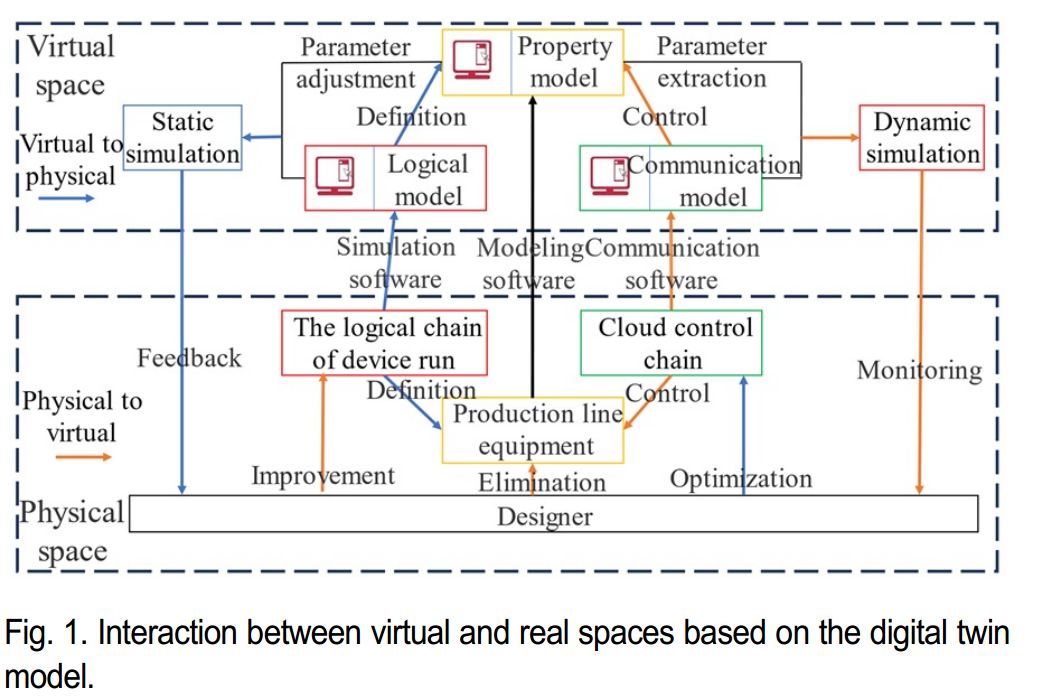 Virtual
space
Parameter
adjustment
Property
model
Parameter
extraction
Definition
Control
Static
simulation
Dynamic
simulation
Virtual to
physical
Logical
model
Communication
model
Simulation
software
Modeling
software
Communication
software
The logical chain
of device run
Cloud control
chain
Feedback
Monitoring
Definition
Control
Physical to
virtual
Production line
equipment
Improvement
Elimination
Optimization
Physical
space
Designer
Fig. 1. Interaction between virtual and real spaces based on the digital twin
model.